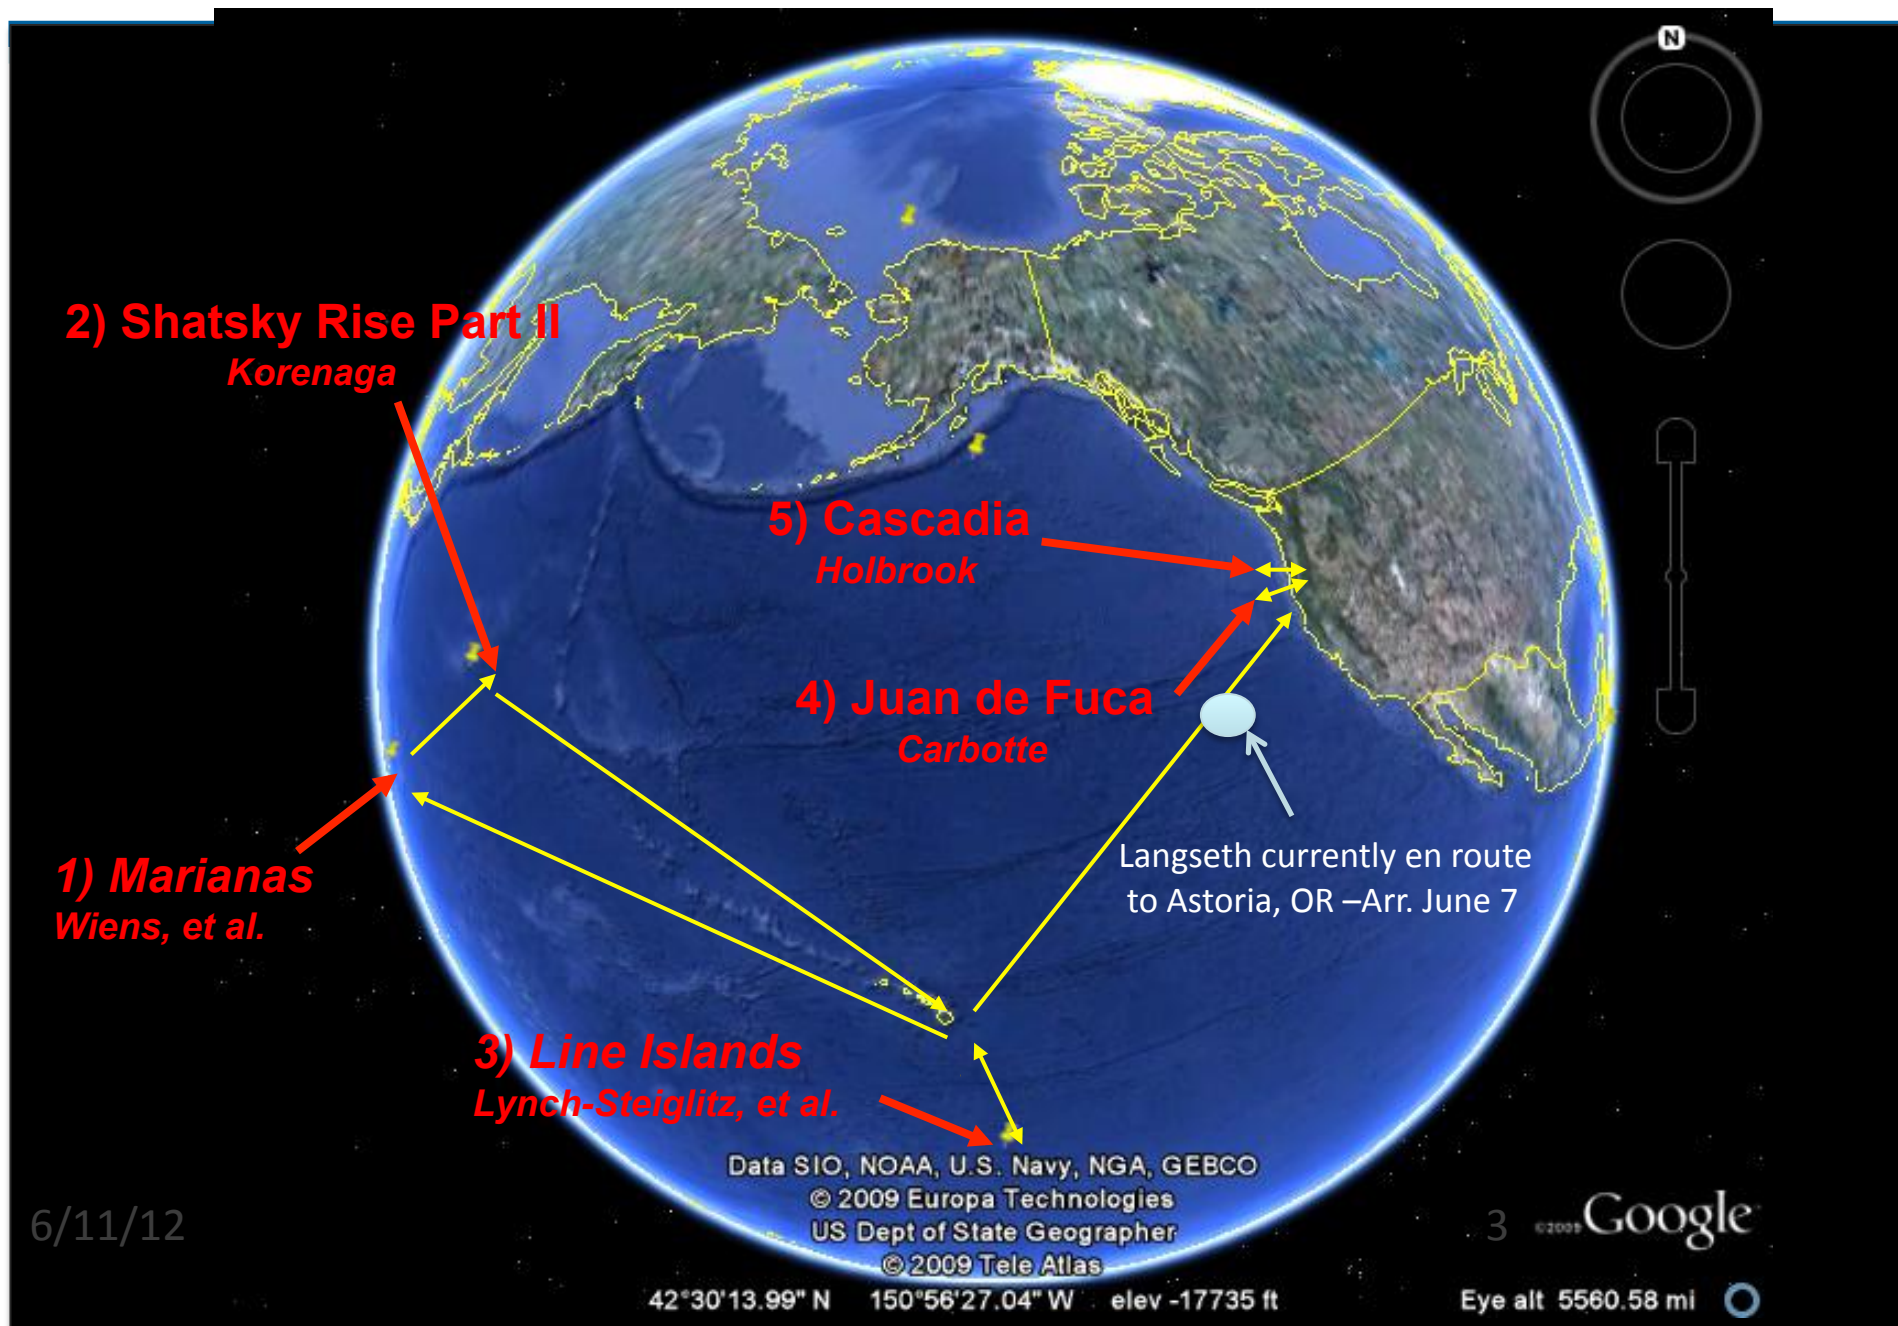 N
2) Shatsky Rise Part II
Korenaga
5) Cascadia
Holbrook
4) Juan de Fuca
Carbotte
Langseth currently en route
to Astoria, OR –Arr. June 7
1) Marianas
Wiens, et al.
3) Line Islands
Lynch-Steiglitz, et al.
Data SIO, NOAA, U.S. Navy, NGA, GEBCO
© 2009 Europa Technologies
US Dept of State Geographer
© 2009 Tele Atlas
6/11/12
3
©2009 Google
42°30'13.99" N 150°56'27.04" W elev -17735 ft
Eye alt 5560.58 mi